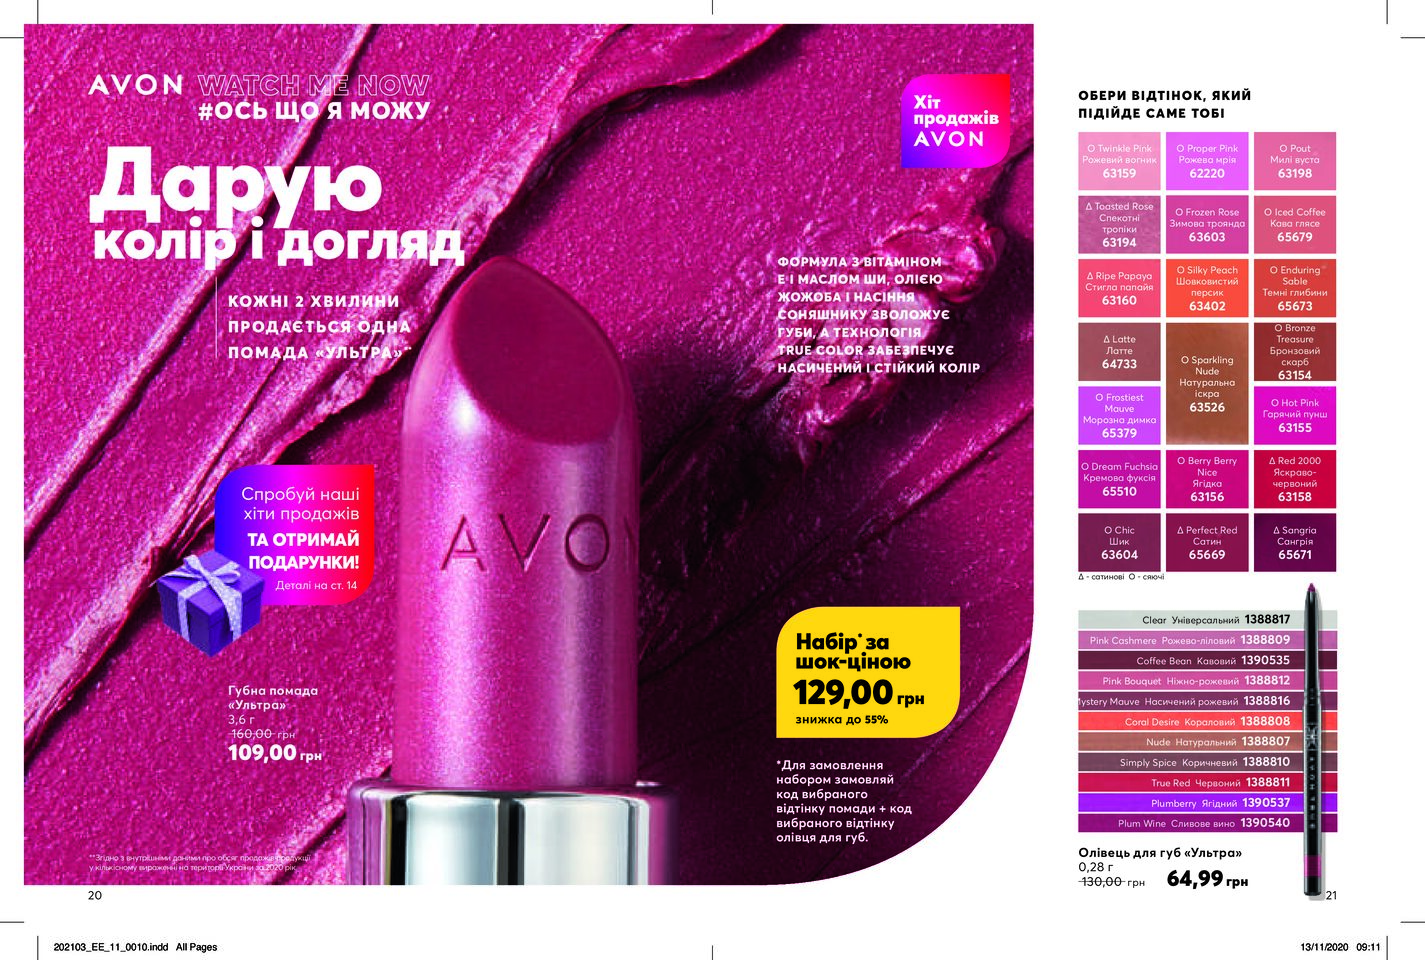 AVON WATCH ME NOW
#ОСЬ ЩО Я МОЖУ
Дарую
колір і догляд
КОЖНІ 2 ХВИЛИНИ
ПРОДАЄТЬСЯ ОДНА
ПОМАДА «УЛЬТРА»**
Хіт
продажів
AVON
ФОРМУЛА З ВІТАМІНОМ
Е І МАСЛОМ ШИ, ОЛІЄЮ
ЖОЖОБА І НАСІННЯ
СОНЯШНИКУ ЗВОЛОЖУЄ
ГУБИ, А ТЕХНОЛОГІЯ
TRUE COLOR ЗАБЕЗПЕЧУЄ
НАСИЧЕНИЙ І СТІЙКИЙ КОЛІР
Спробуй наші
хіти продажів
ТА ОТРИМАЙ
ПОДАРУНКИ!
Деталі на ст. 14
AVON
Губна помада
«Ультра»
3,6 г
160,00 грн
109,00 грн
Набір* за
шок-ціною
129,00 грн
знижка до 55%
*Для замовлення
набором замовляй
код вибраного
відтінку помади + код
вибраного відтінку
олівця для губ.
**Згідно з внутрішніми даними про обсяг продажів продукції
у кількісному вираженні на території України за 2020 рік.
20
ОБЕРИ ВІДТІНОК, ЯКИЙ
ПІДІЙДЕ САМЕ ТОБІ
О Twinkle Pink
Рожевий вогник
63159
О Proper Pink
Рожева мрія
62220
О Pout
Милі вуста
63198
Δ Toasted Rose
Спекотні
тропіки
63194
О Frozen Rose
Зимова троянда
63603
О Iced Coffee
Кава глясе
65679
Δ Ripe Papaya
Стигла папайя
63160
О Silky Peach
Шовковистий
персик
63402
О Enduring
Sable
Темні глибини
65673
Δ Latte
Латте
64733
О Sparkling
Nude
Натуральна
іскра
63526
О Bronze
Treasure
Бронзовий
скарб
63154
О Frostiest
Mauve
Морозна димка
65379
О Hot Pink
Гарячий пунш
63155
О Dream Fuchsia
Кремова фуксія
65510
О Berry Berry
Nice
Ягідка
63156
Δ Red 2000
Яскраво-
червоний
63158
О Chic
Шик
63604
Δ Perfect Red
Сатин
65669
Δ Sangria
Сангрія
65671
Δ - сатинові О - сяючі
Clear Універсальний 1388817
Pink Cashmere Рожево-ліловий 1388809
Coffee Bean Кавовий 1390535
Pink Bouquet Ніжно-рожевий 1388812
Mystery Mauve Насичений рожевий 1388816
Coral Desire Кораловий 1388808
Nude Натуральний 1388807
Simply Spice Коричневий 1388810
True Red Червоний 1388811
Plumberry Ягідний 1390537
Plum Wine Сливове вино 1390540
Олівець для губ «Ультра»
0,28 г
130,00 грн 64,99 грн
21
202103_EE_11_0010.indd All Pages
13/11/2020 09:11